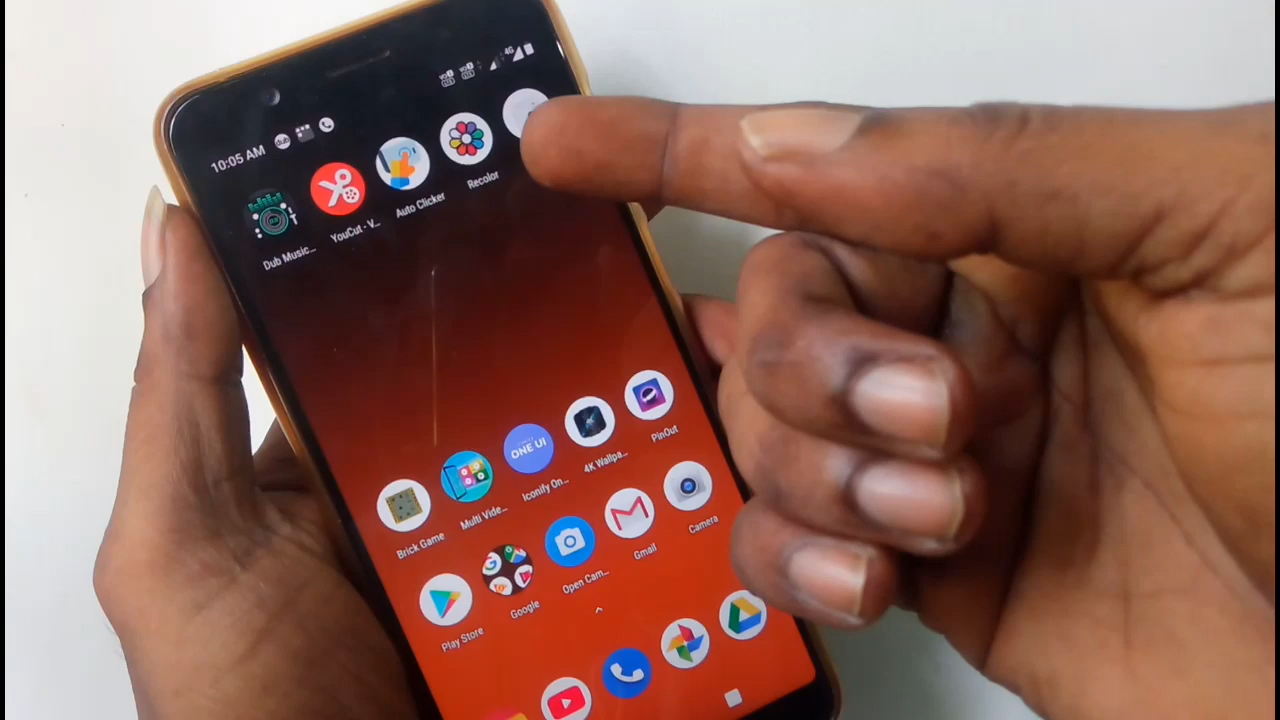 10:05 AM
4G
Dub Music...
YouCut - V...
Auto Clicker
Recolor
Brick Game
Multi Vide...
ONE UI
Iconify On...
4K Wallpa...
PinOut
Play Store
Google
Open Cam...
Gmail
Camera